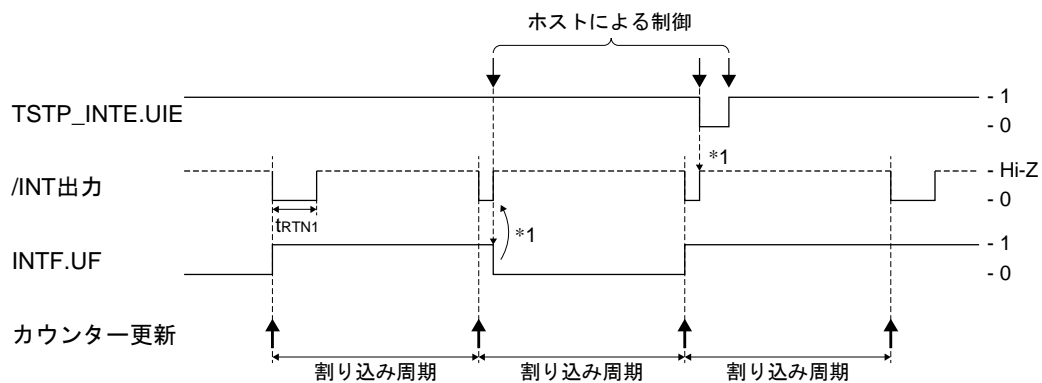 ホストによる制御
TSTP_INTE.UIE
- 1
- 0
*1
/INT出力
- Hi-Z
- 0
tRTN1
*1
INTF.UF
- 1
- 0
カウンター更新
割り込み周期
割り込み周期
割り込み周期